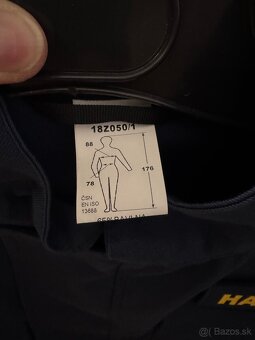 18Z050/1
88
176
78
ČSN
EN ISO
13688
HA
Bazos.sk